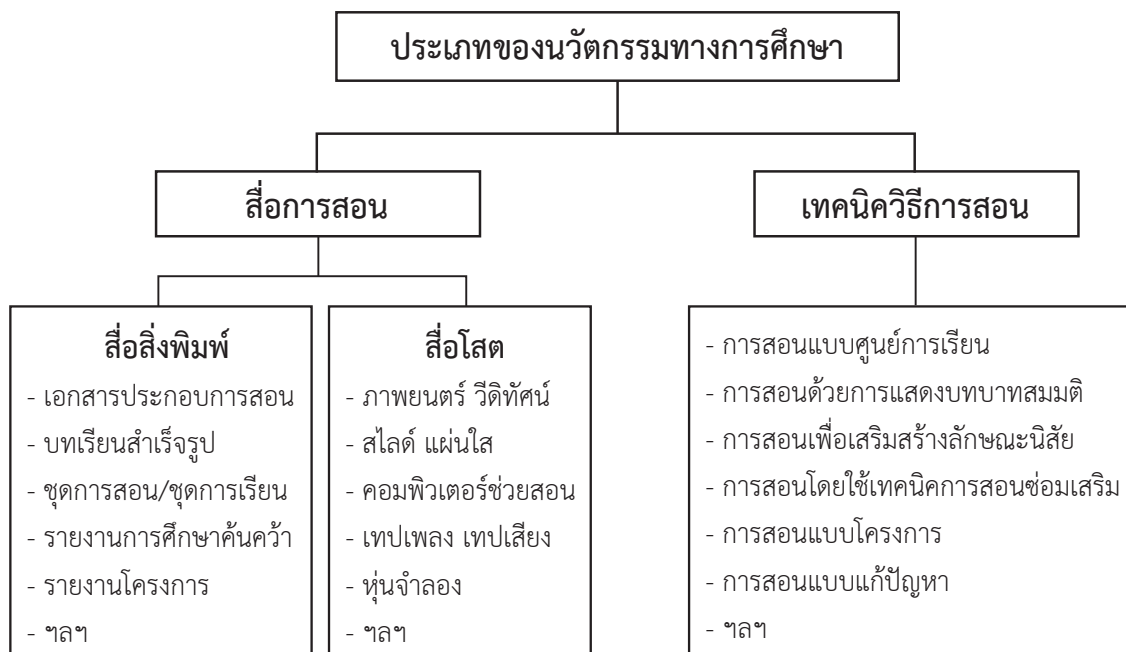 ประเภทของนวัตกรรมทางการศึกษา
สื่อการสอน
เทคนิควิธีการสอน
สื่อสิ่งพิมพ์
- เอกสารประกอบการสอน
- บทเรียนสำเร็จรูป
- ชุดการสอน/ชุดการเรียน
- รายงานการศึกษาค้นคว้า
- รายงานโครงการ
- ฯลฯ
สื่อโสต
- ภาพยนตร์ วีดิทัศน์
- สไลด์ แผ่นใส
- คอมพิวเตอร์ช่วยสอน
- เทปเพลง เทปเสียง
- หุ่นจำลอง
- ฯลฯ
- การสอนแบบศูนย์การเรียน
- การสอนด้วยการแสดงบทบาทสมมติ
- การสอนเพื่อเสริมสร้างลักษณะนิสัย
- การสอนโดยใช้เทคนิคการสอนซ่อมเสริม
- การสอนแบบโครงการ
- การสอนแบบแก้ปัญหา
- ฯลฯ